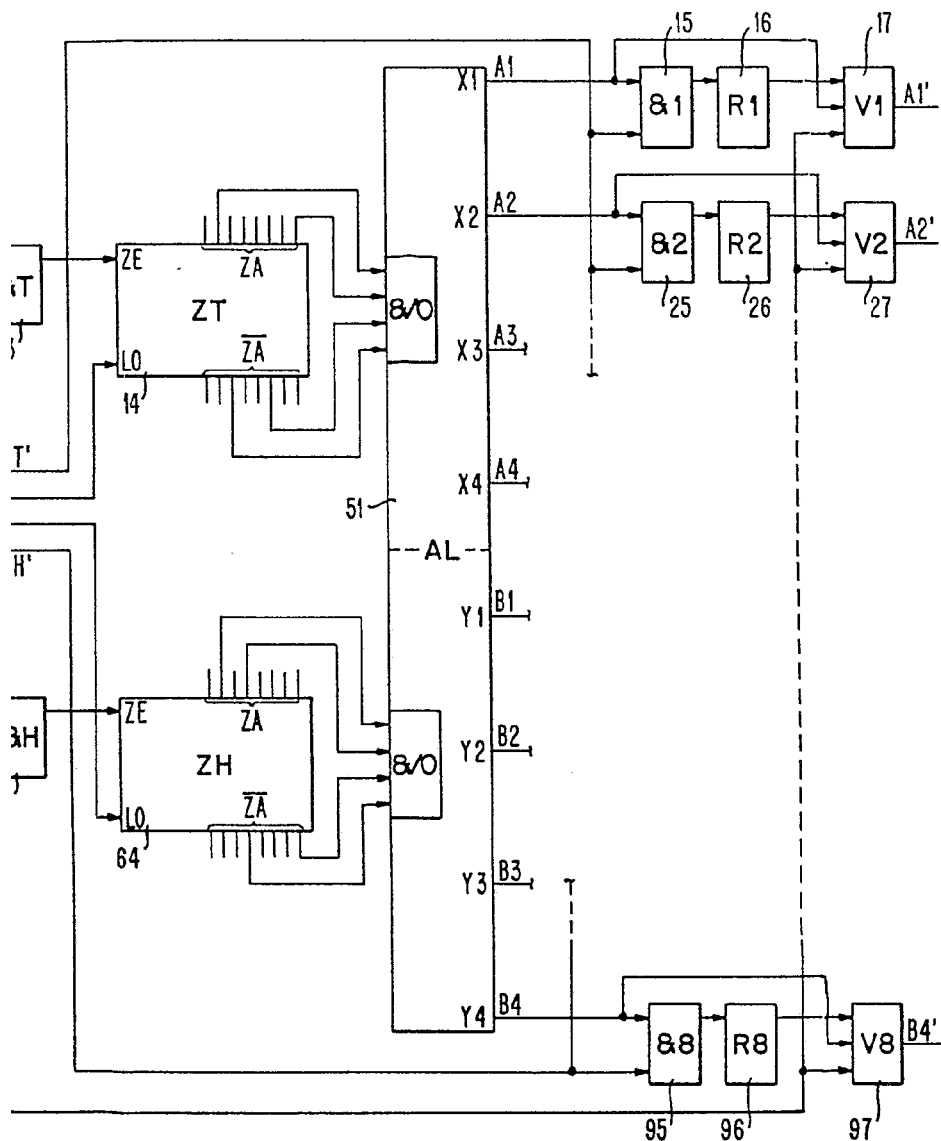 15 16 17
X1 A1 &1 R1 V1 A1'
X2 A2 &2 R2 V2 A2'
ZA
ZE
ZT &/O
25 26 27
ZA
X3 A3
LO
14
T'
X4 A4
51
AL
H'
Y1 B1
ZA
ZE
&H
ZH &/O
Y2 B2
ZA
LO
64
Y3 B3
Y4 B4 &8 R8 V8 B4'
95 96 97